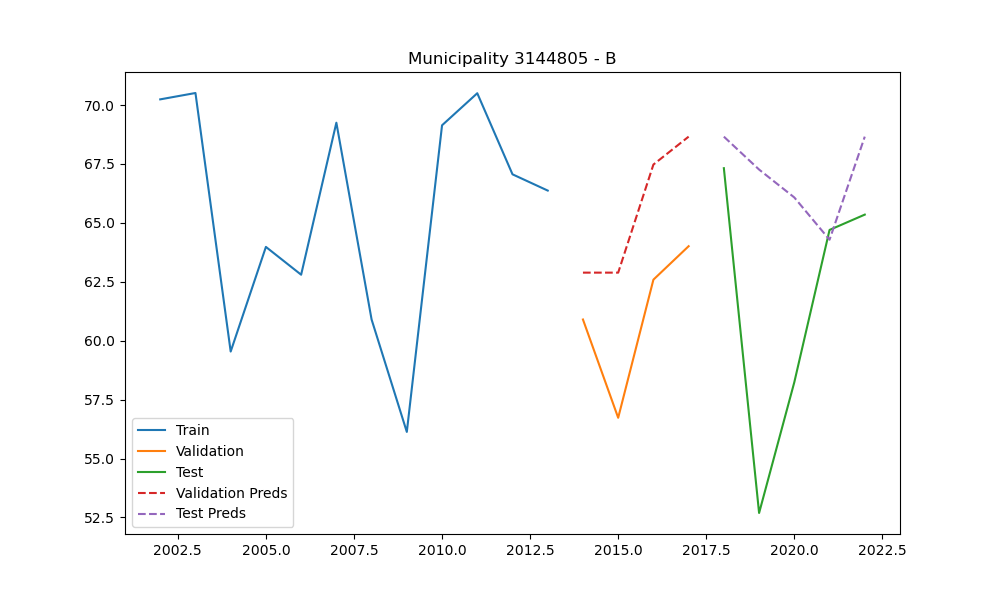 Municipality 3144805 - B
70.0
67.5
65.0
62.5
60.0
57.5
55.0
52.5
Train
Validation
Test
Validation Preds
Test Preds
2002.5 2005.0 2007.5 2010.0 2012.5 2015.0 2017.5 2020.0 2022.5